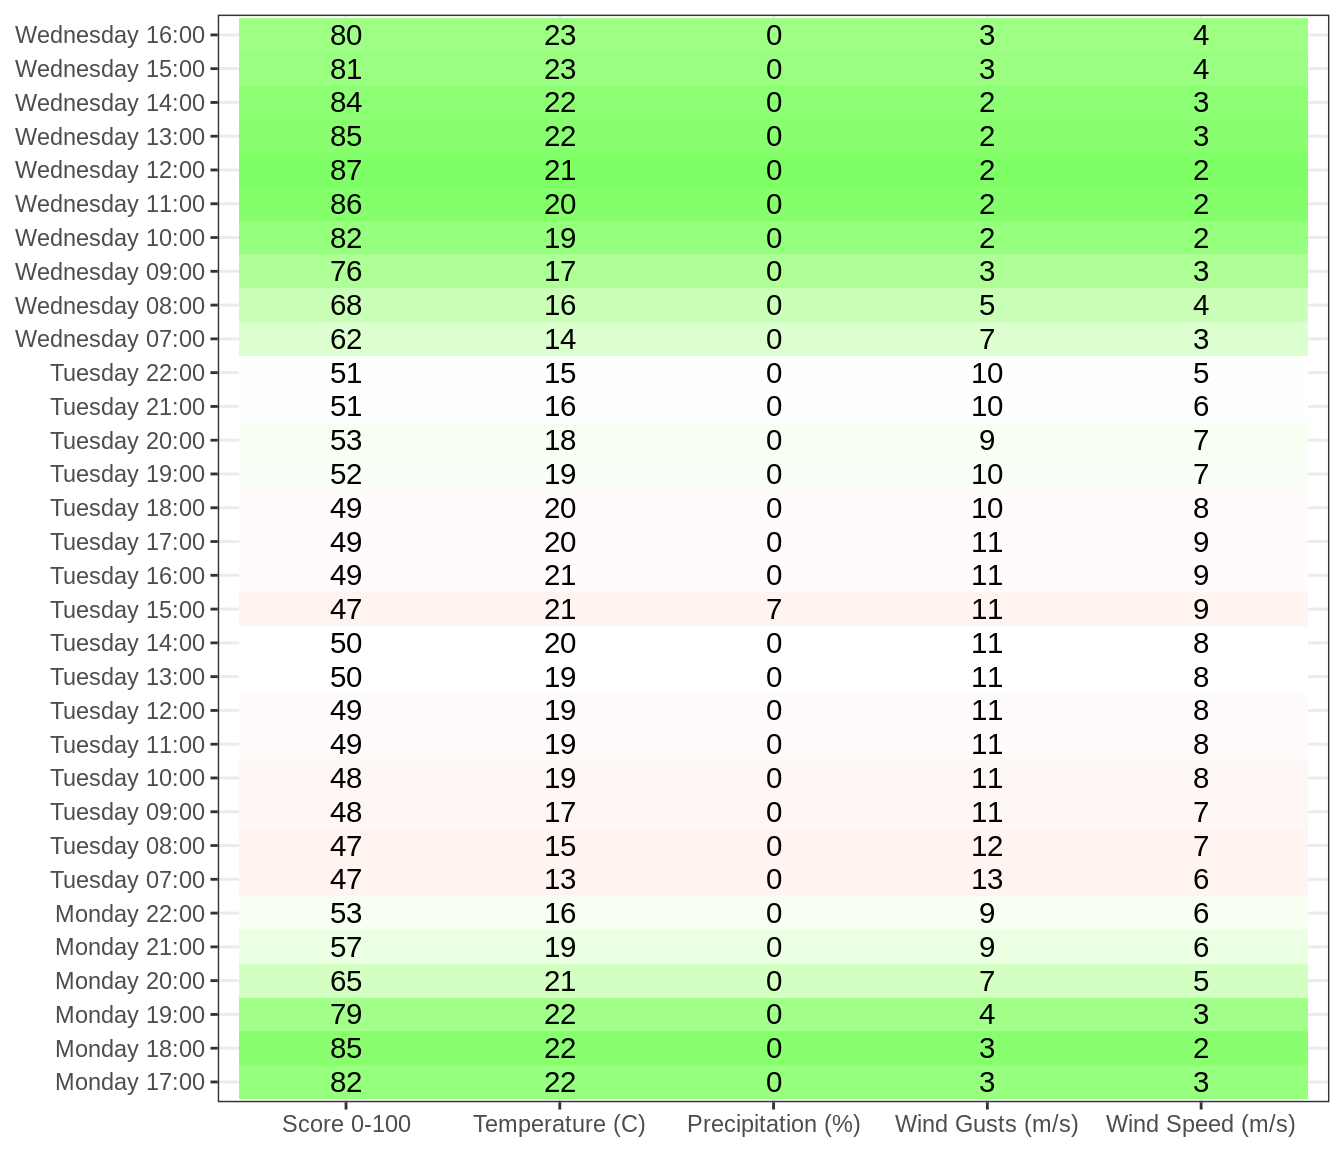 Wednesday 16:00 80 23 0 3 4
Wednesday 15:00 81 23 0 3 4
Wednesday 14:00 84 22 0 2 3
Wednesday 13:00 85 22 0 2 3
Wednesday 12:00 87 21 0 2 2
Wednesday 11:00 86 20 0 2 2
Wednesday 10:00 82 19 0 2 2
Wednesday 09:00 76 17 0 3 3
Wednesday 08:00 68 16 0 5 4
Wednesday 07:00 62 14 0 7 3
Tuesday 22:00 51 15 0 10 5
Tuesday 21:00 51 16 0 10 6
Tuesday 20:00 53 18 0 9 7
Tuesday 19:00 52 19 0 10 7
Tuesday 18:00 49 20 0 10 8
Tuesday 17:00 49 20 0 11 9
Tuesday 16:00 49 21 0 11 9
Tuesday 15:00 47 21 7 11 9
Tuesday 14:00 50 20 0 11 8
Tuesday 13:00 50 19 0 11 8
Tuesday 12:00 49 19 0 11 8
Tuesday 11:00 49 19 0 11 8
Tuesday 10:00 48 19 0 11 8
Tuesday 09:00 48 17 0 11 7
Tuesday 08:00 47 15 0 12 7
Tuesday 07:00 47 13 0 13 6
Monday 22:00 53 16 0 9 6
Monday 21:00 57 19 0 9 6
Monday 20:00 65 21 0 7 5
Monday 19:00 79 22 0 4 3
Monday 18:00 85 22 0 3 2
Monday 17:00 82 22 0 3 3
Score 0-100 Temperature (C) Precipitation (%) Wind Gusts (m/s) Wind Speed (m/s)